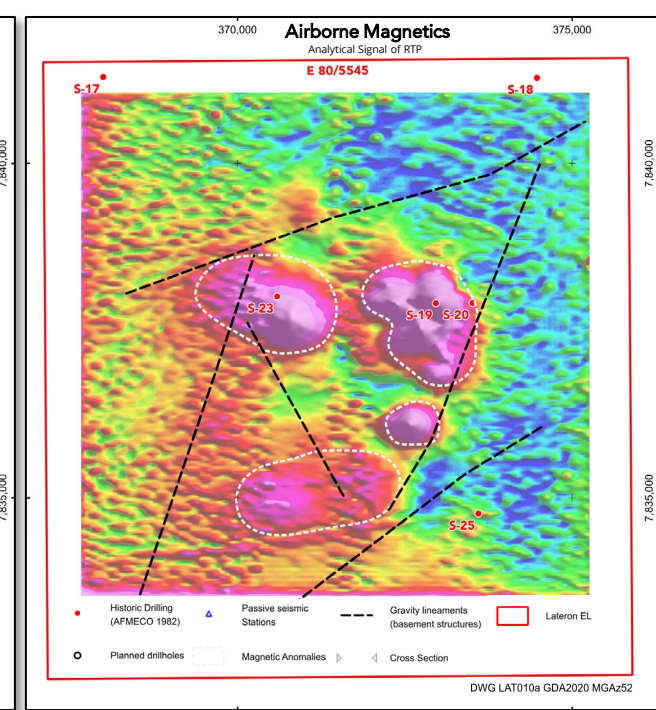 Airborne Magnetics
370,000
375,000
Analytical Signal of RTP
E 80/5545
S-17
S-18
7,840,000
7,840,000
S-23
S-19
S-20
7,835,000
7,835,000
S-25
Historic Drilling
(AFMECO 1982)
Passive seismic
Stations
Gravity lineaments
(basement structures)
Lateron EL
Planned drillholes
Magnetic Anomalies
Cross Section
DWG LAT010a GDA2020 MGAz52